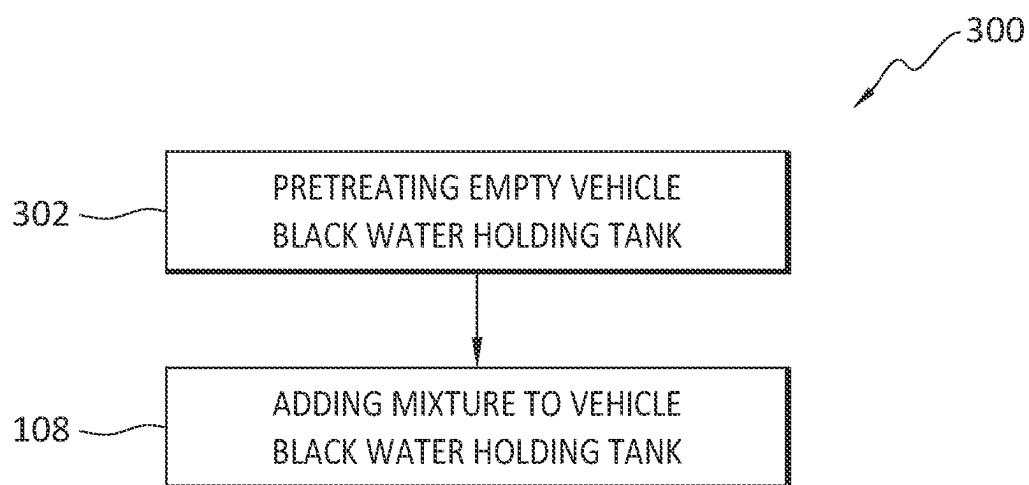 300
302
PRETREATING EMPTY VEHICLE
BLACK WATER HOLDING TANK
108
ADDING MIXTURE TO VEHICLE
BLACK WATER HOLDING TANK